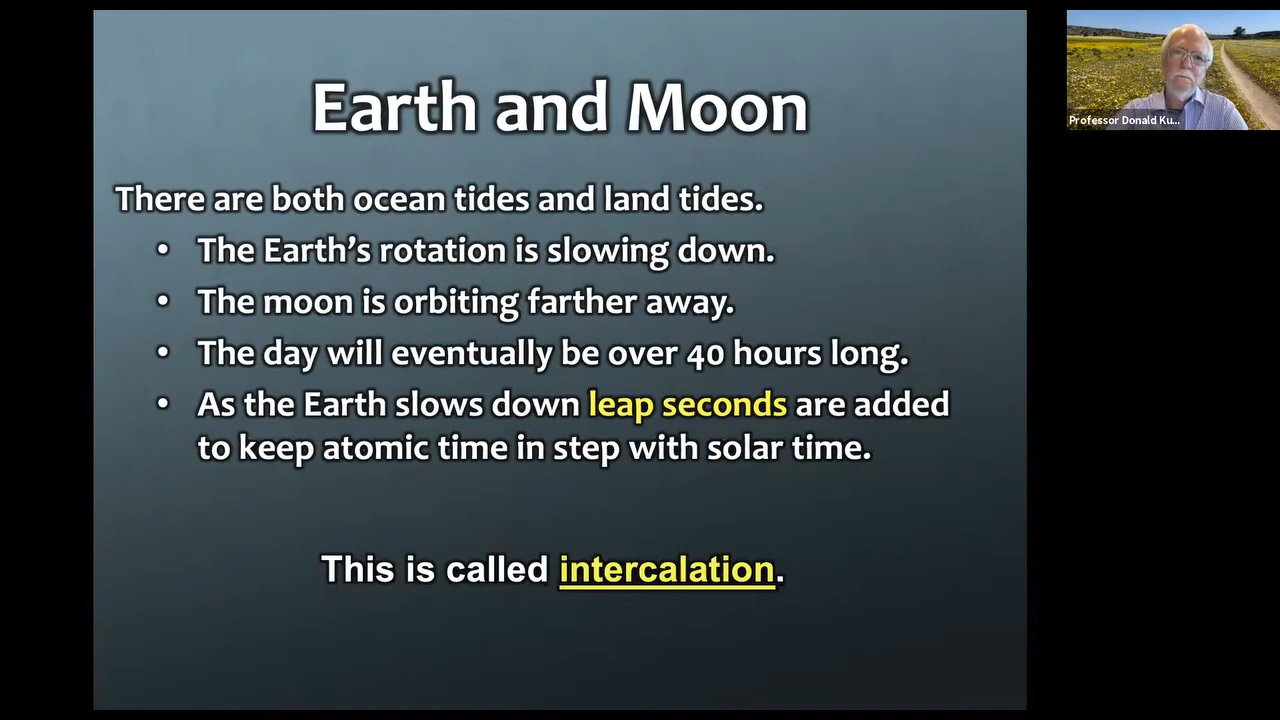 Earth and Moon
There are both ocean tides and land tides.
• The Earth's rotation is slowing down.
• The moon is orbiting farther away.
• The day will eventually be over 40 hours long.
• As the Earth slows down leap seconds are added
to keep atomic time in step with solar time.
This is called intercalation.
Professor Donald Ku...